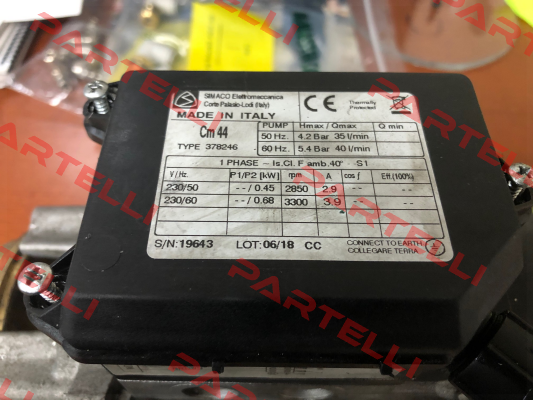 SIMACO Elettromeccanica
Corte Palasio-Lodi (Italy)
MADE IN ITALY
CE
Thermally
Protected
Cm 44
TYPE 378246
PUMP Hmax / Qmax Q min
50 Hz. 4.2 Bar 35 l/min
60 Hz. 5.4 Bar 40 l/min
1 PHASE - Is.Cl. F amb.40° - S1
V/Hz P1/P2 [kW] rpm A cos f Eff.(100%)
230/50 --/0.45 2850 2.9 -- --
230/60 --/0.68 3300 3.9 -- --
S/N:19643 LOT:06/18 CC
CONNECT TO EARTH
COLLEGARE TERRA
PARTELLI
PARTELLI
PARTELLI
PARTELLI
PARTELLI